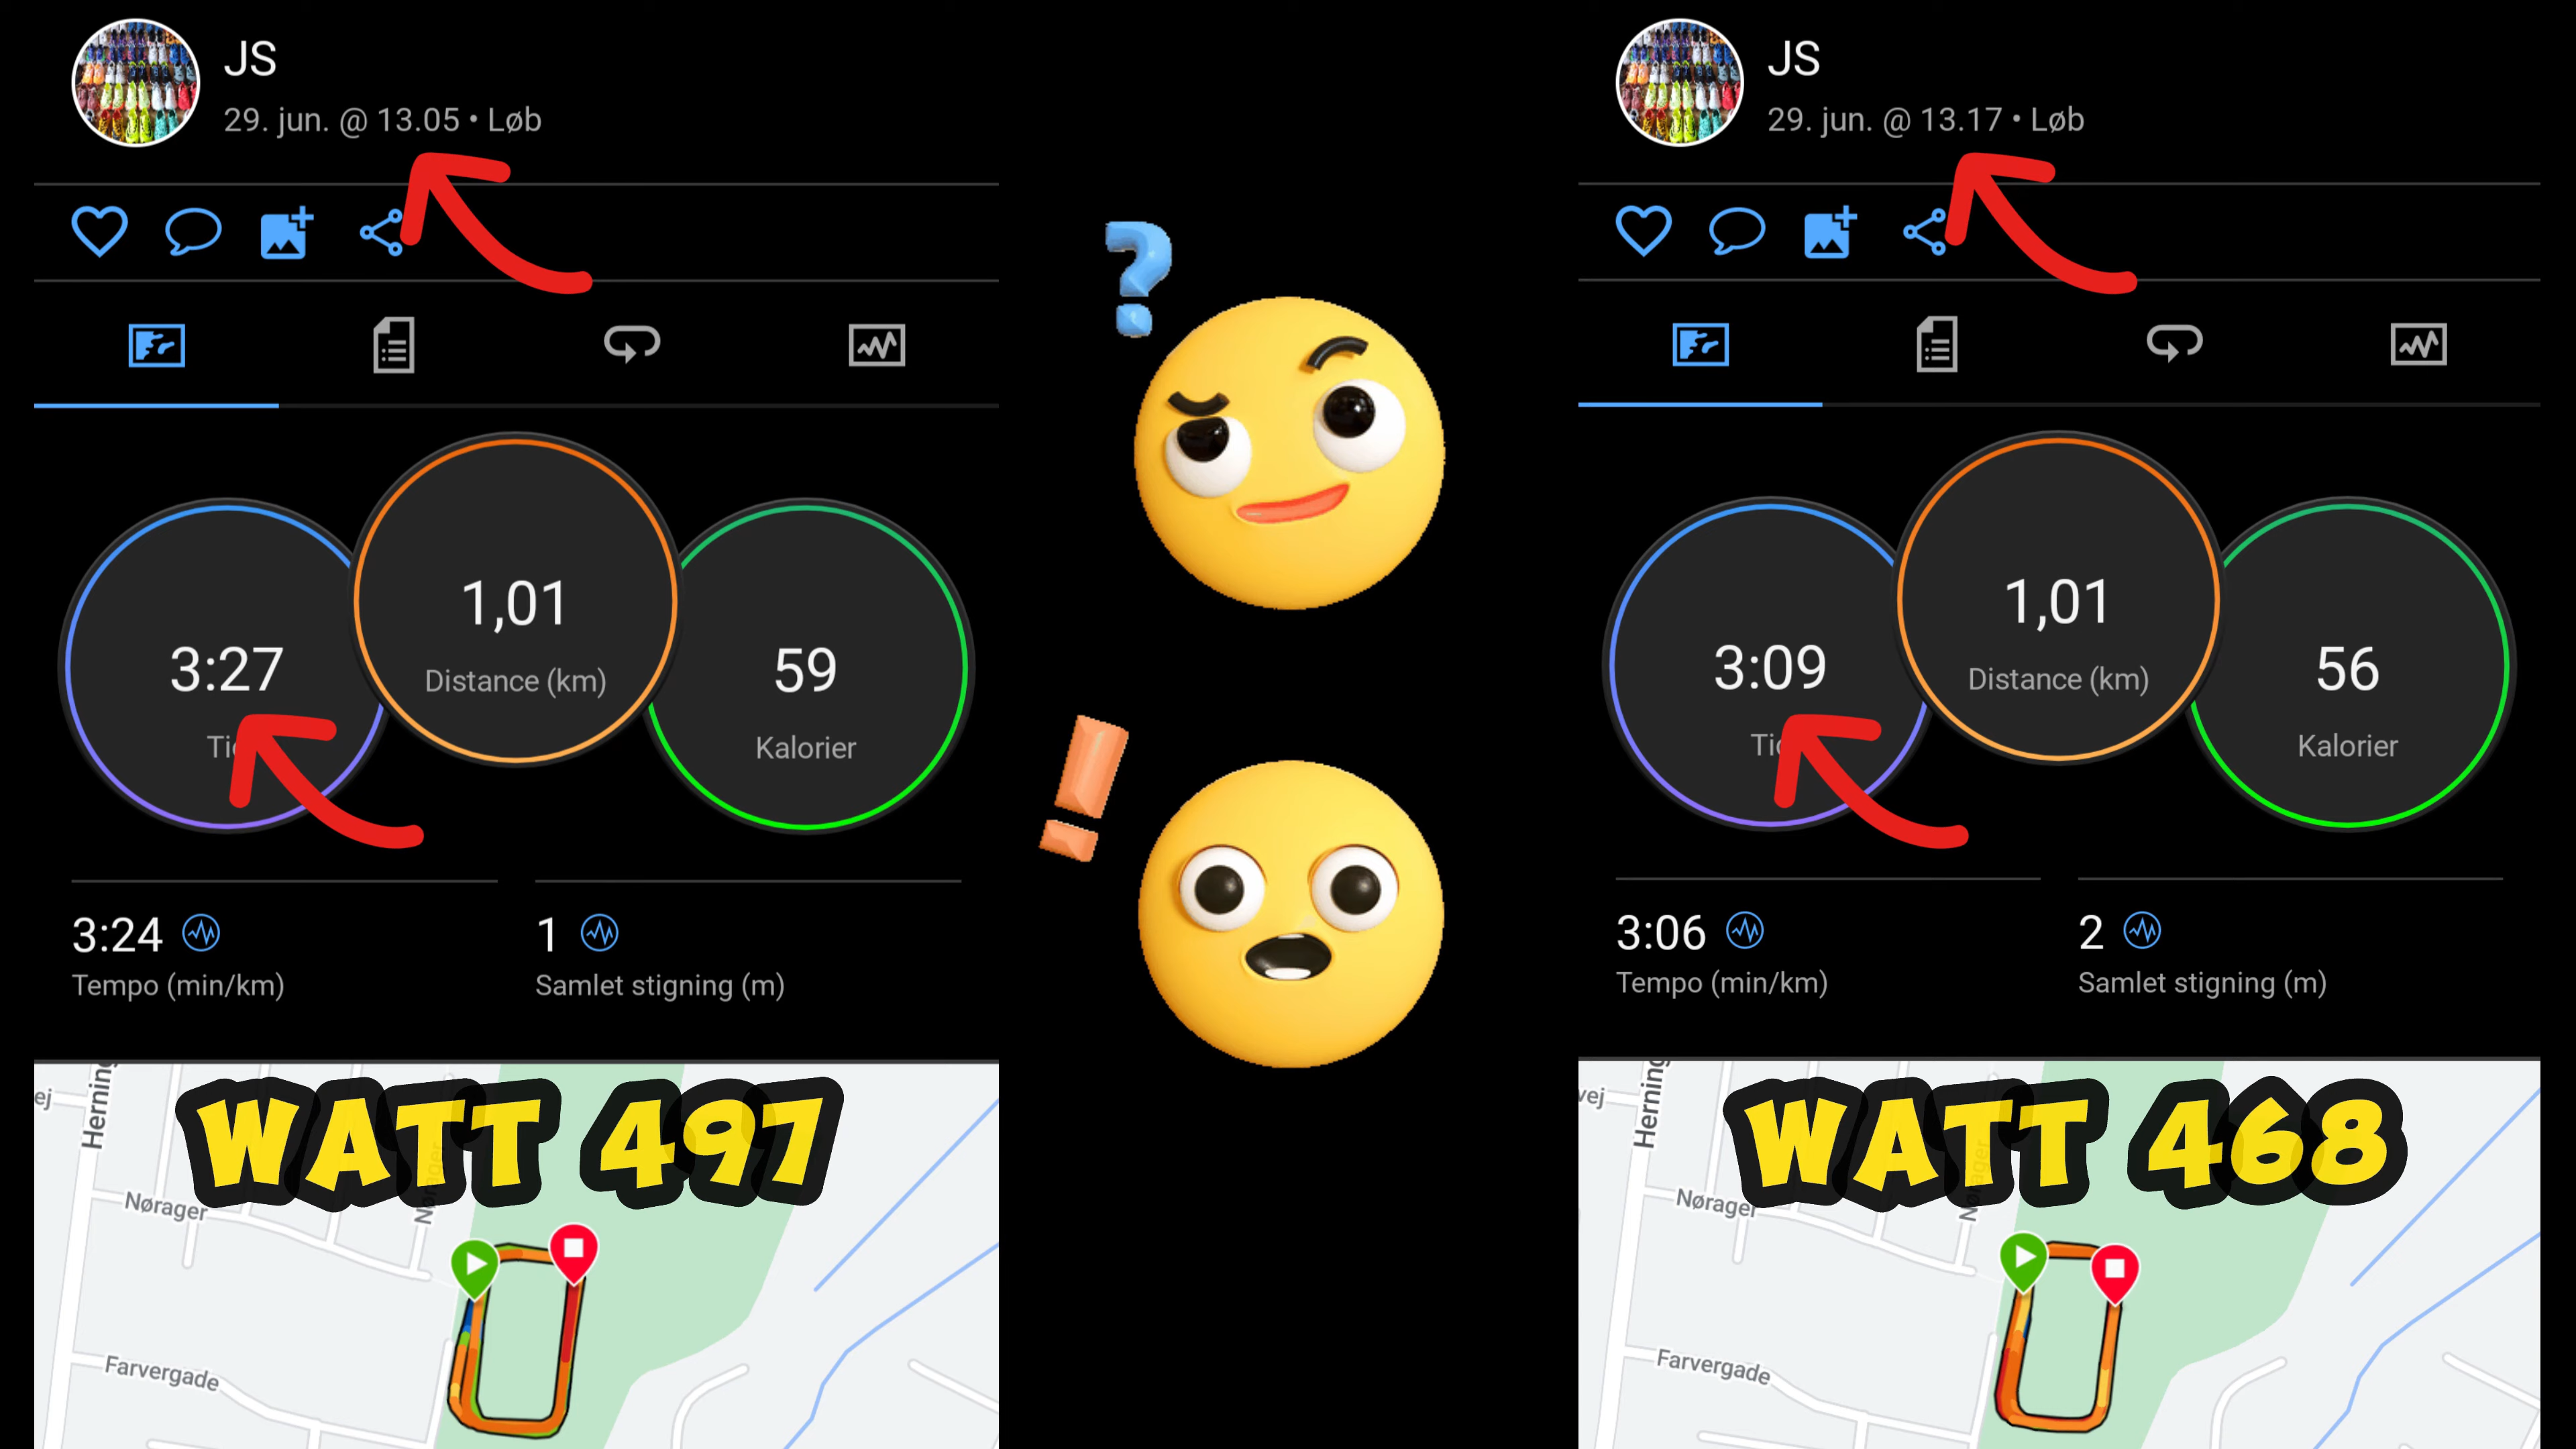 JS
29. jun. @ 13.05 • Løb
3:27
1,01
Distance (km)
59
Kalorier
3:24
Tempo (min/km)
1
Samlet stigning (m)
WATT 497
Nørager
Farvergade
?
!
JS
29. jun. @ 13.17 • Løb
3:09
1,01
Distance (km)
56
Kalorier
3:06
Tempo (min/km)
2
Samlet stigning (m)
WATT 468
Nørager
Farvergade